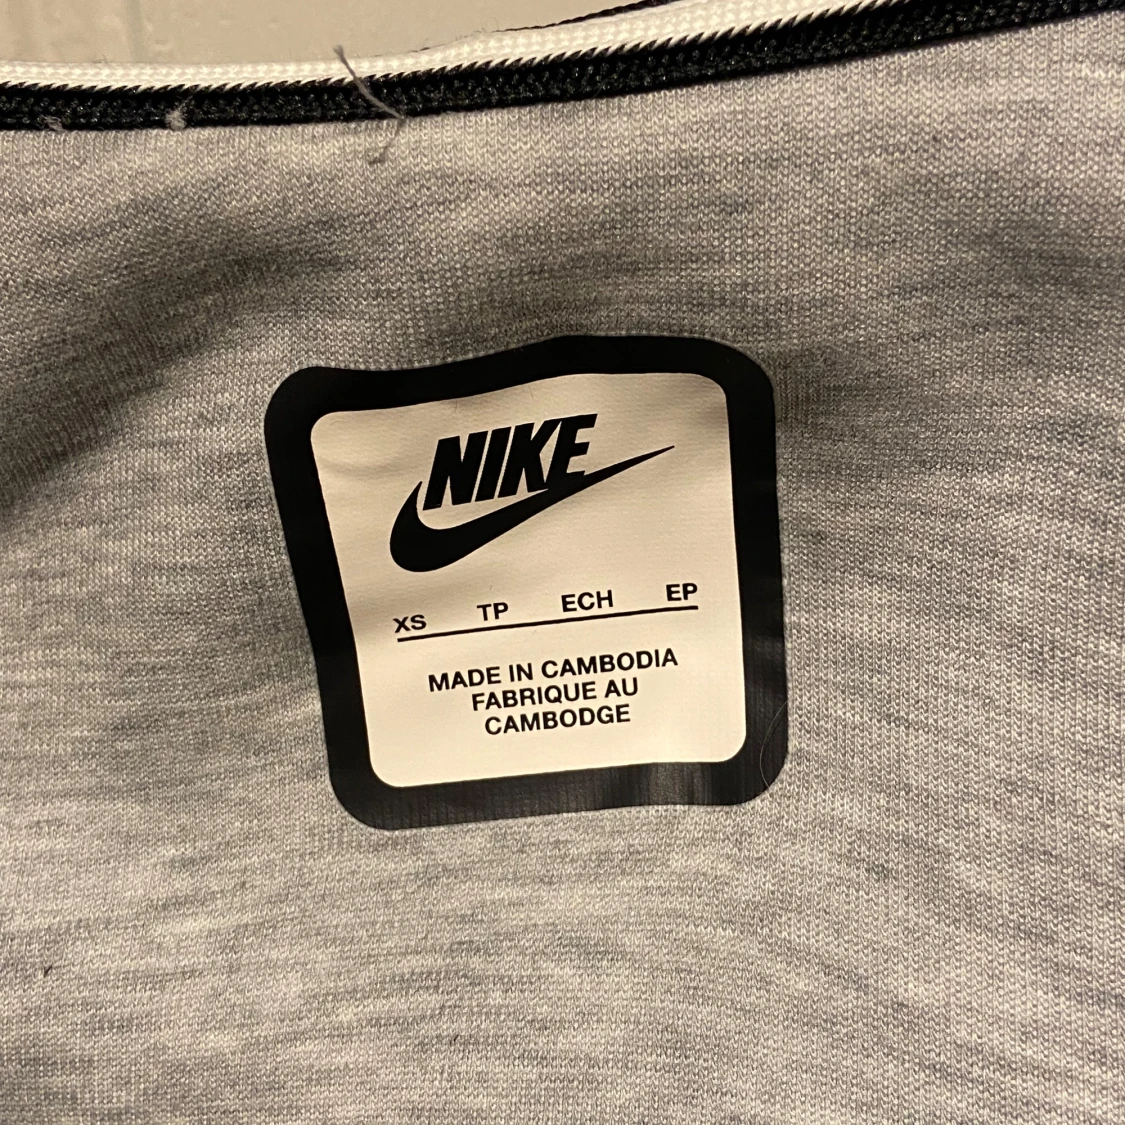 NIKE
XS TP ECH EP
MADE IN CAMBODIA
FABRIQUE AU
CAMBODGE